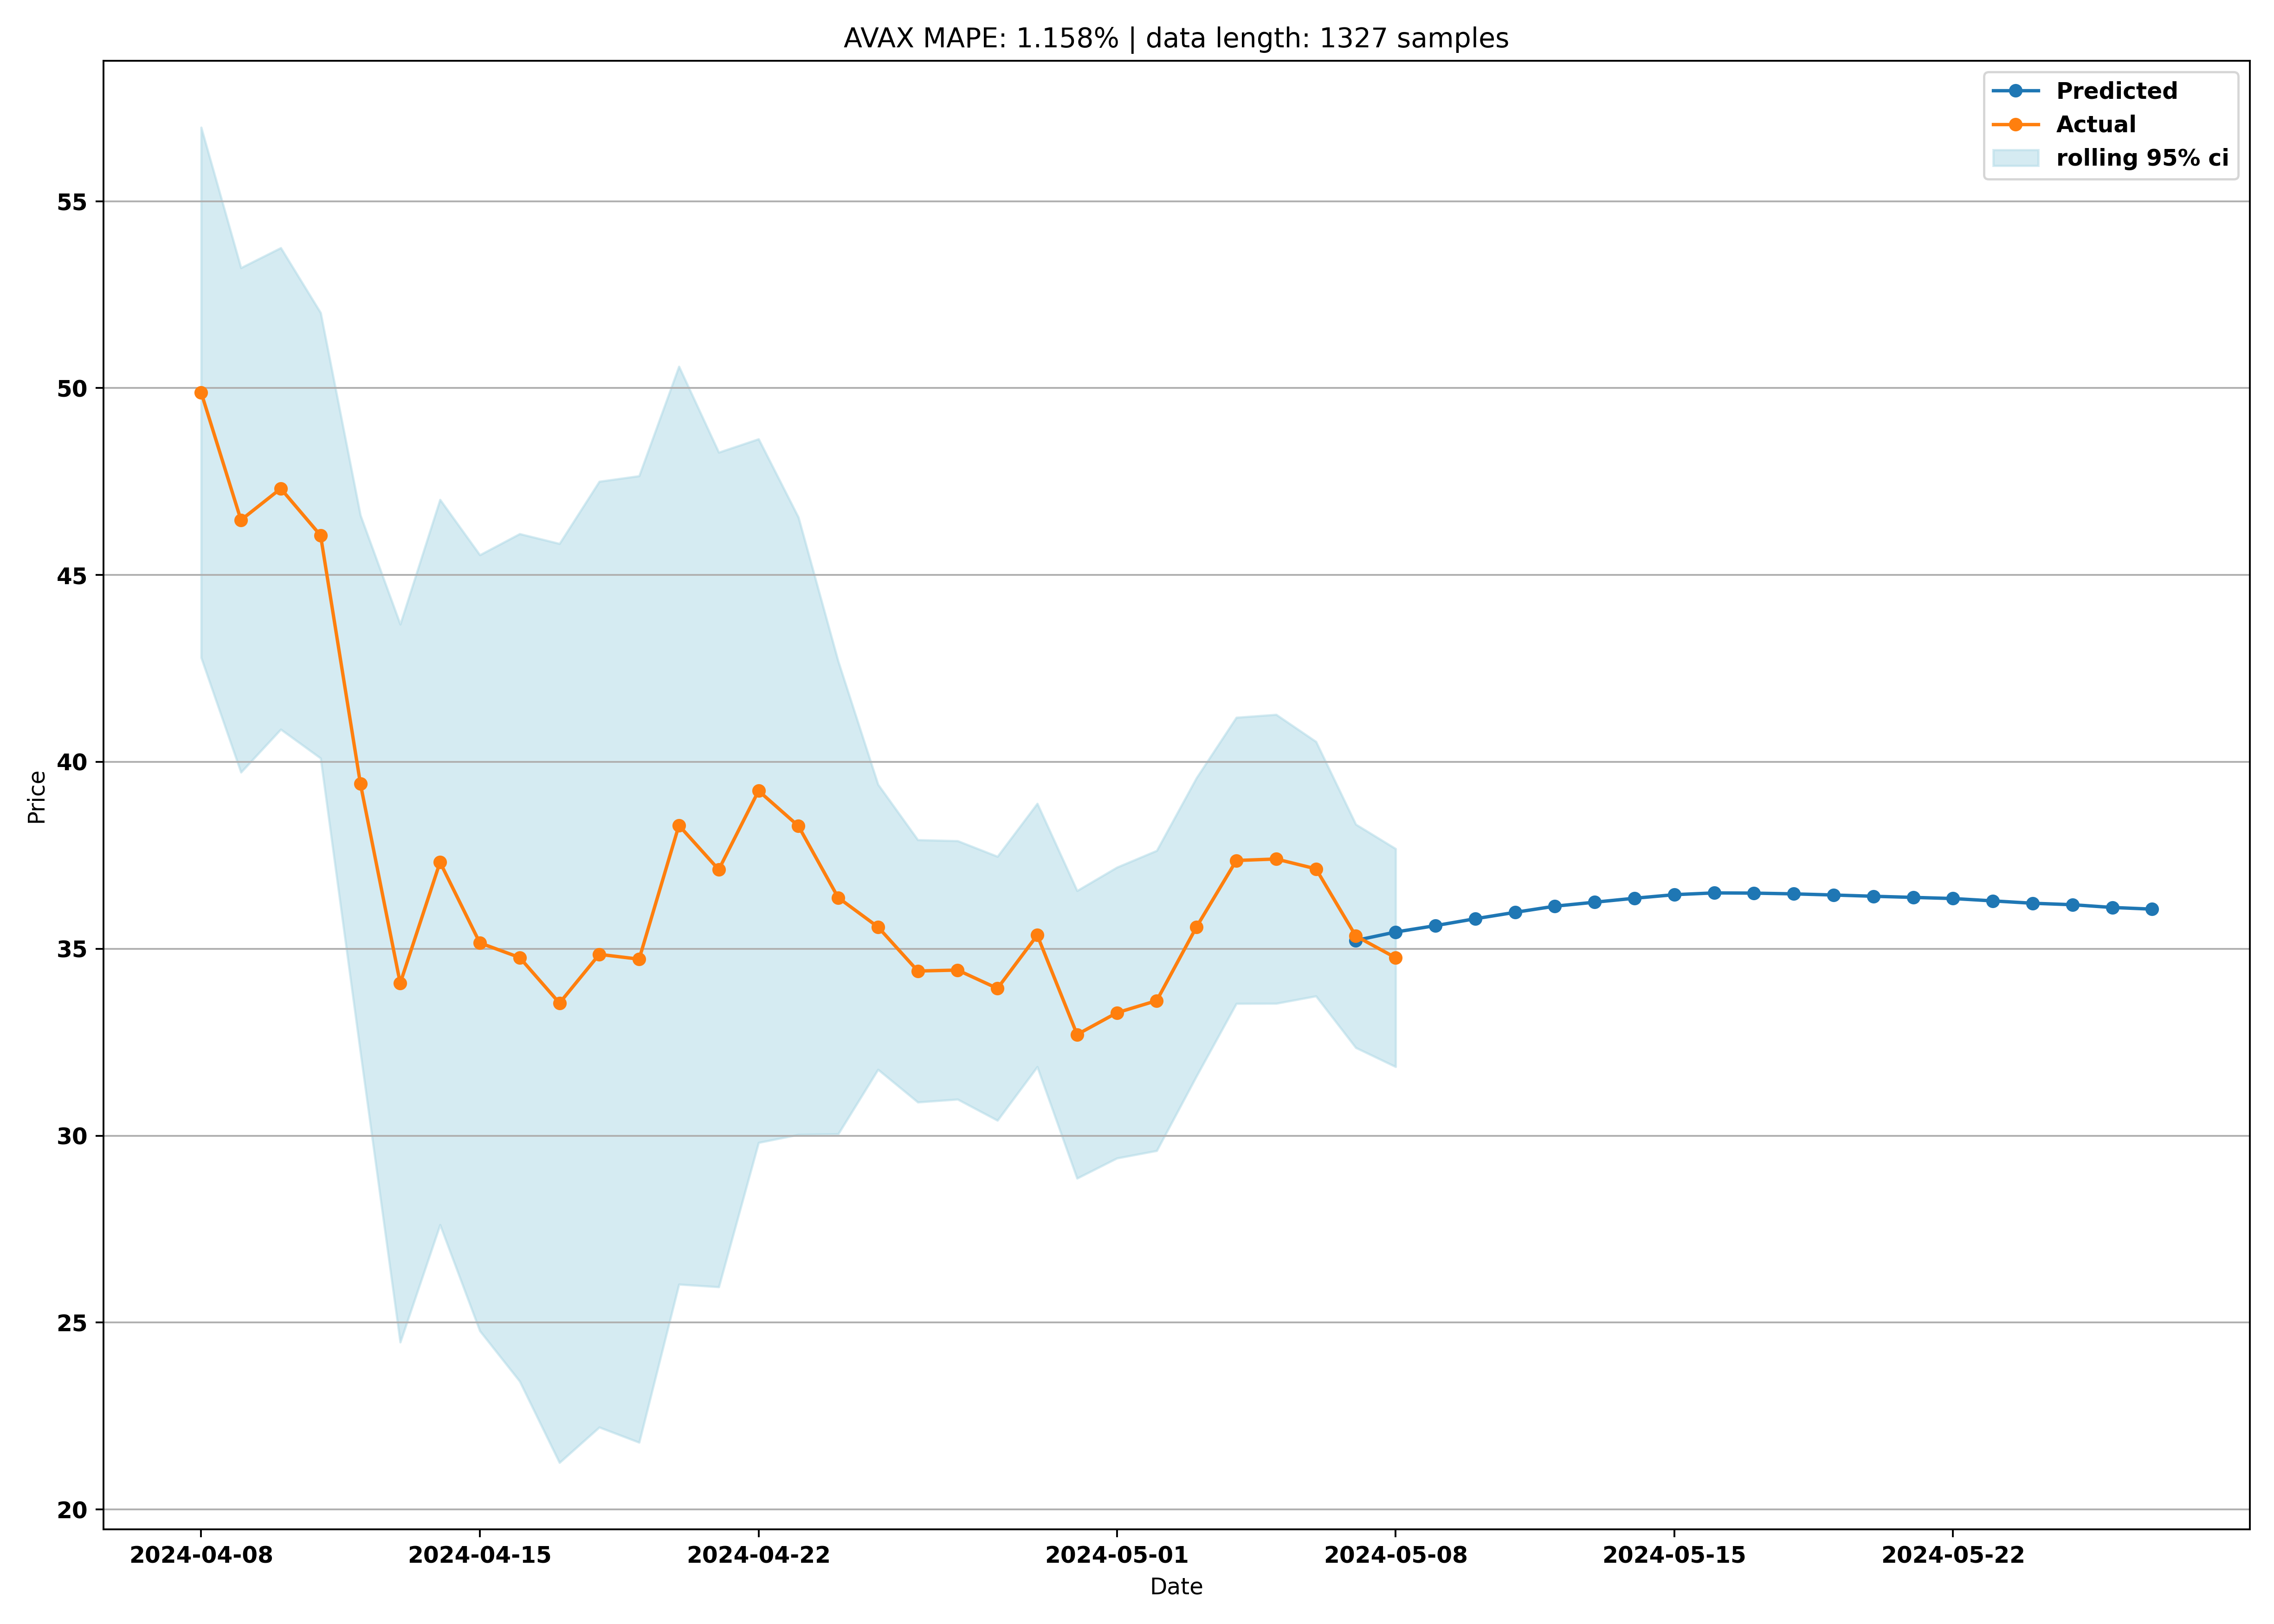 AVAX MAPE: 1.158% | data length: 1327 samples
Predicted
Actual
rolling 95% ci
55
50
45
40
35
30
25
20
Price
2024-04-08
2024-04-15
2024-04-22
2024-05-01
2024-05-08
2024-05-15
2024-05-22
Date